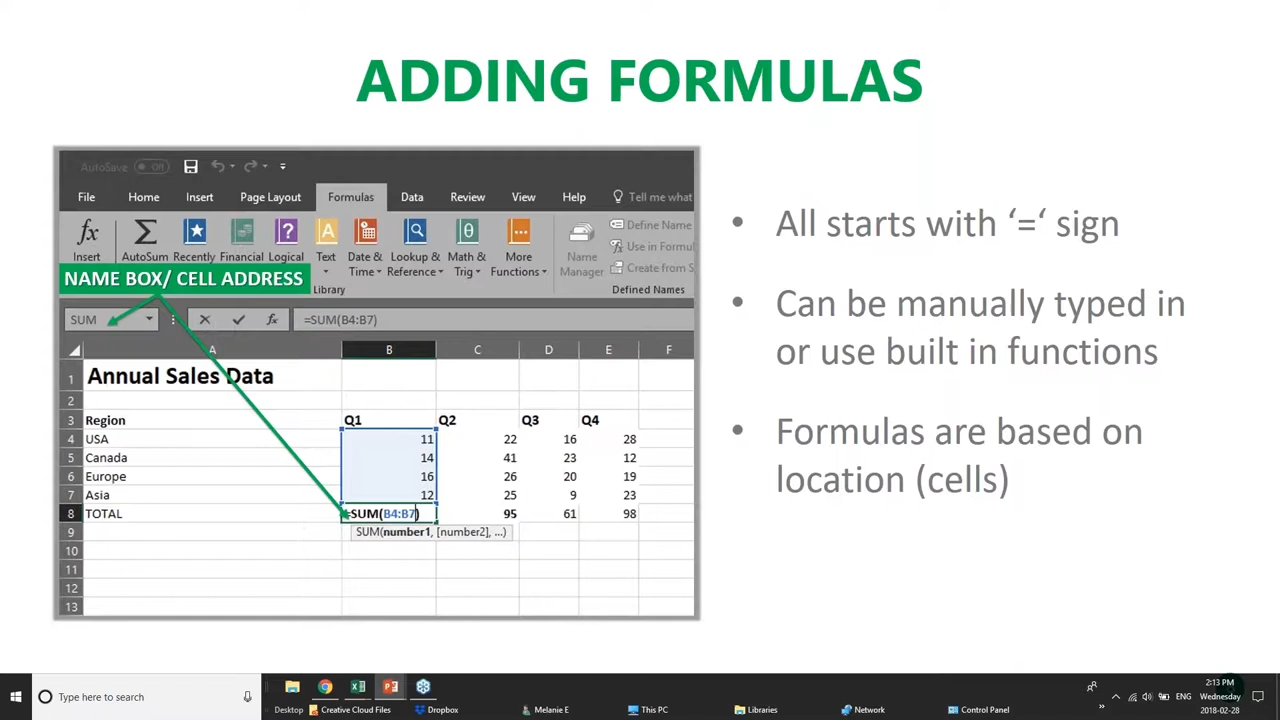 ADDING FORMULAS
AutoSave Off
File Home Insert Page Layout Formulas Data Review View Help Tell me what
fx Σ A ? θ
Insert AutoSum Recently Financial Logical Text Date & Time Lookup & Reference Math & Trig More Functions
Name Manager
Define Name
Use in Formul
Create from S
NAME BOX/ CELL ADDRESS
Library Defined Names
SUM fx =SUM(B4:B7)
A B C D E F
1 Annual Sales Data
2
3 Region Q1 Q2 Q3 Q4
4 USA 11 22 16 28
5 Canada 14 41 23 12
6 Europe 16 26 20 19
7 Asia 12 25 9 23
8 TOTAL =SUM(B4:B7) 95 61 98
9 SUM(number1, [number2], ...)
10
11
12
13
• All starts with ‘=‘ sign
• Can be manually typed in
or use built in functions
• Formulas are based on
location (cells)
Type here to search
Desktop Creative Cloud Files Dropbox Melanie E This PC Libraries Network Control Panel
ENG
2:13 PM
Wednesday
2018-02-28